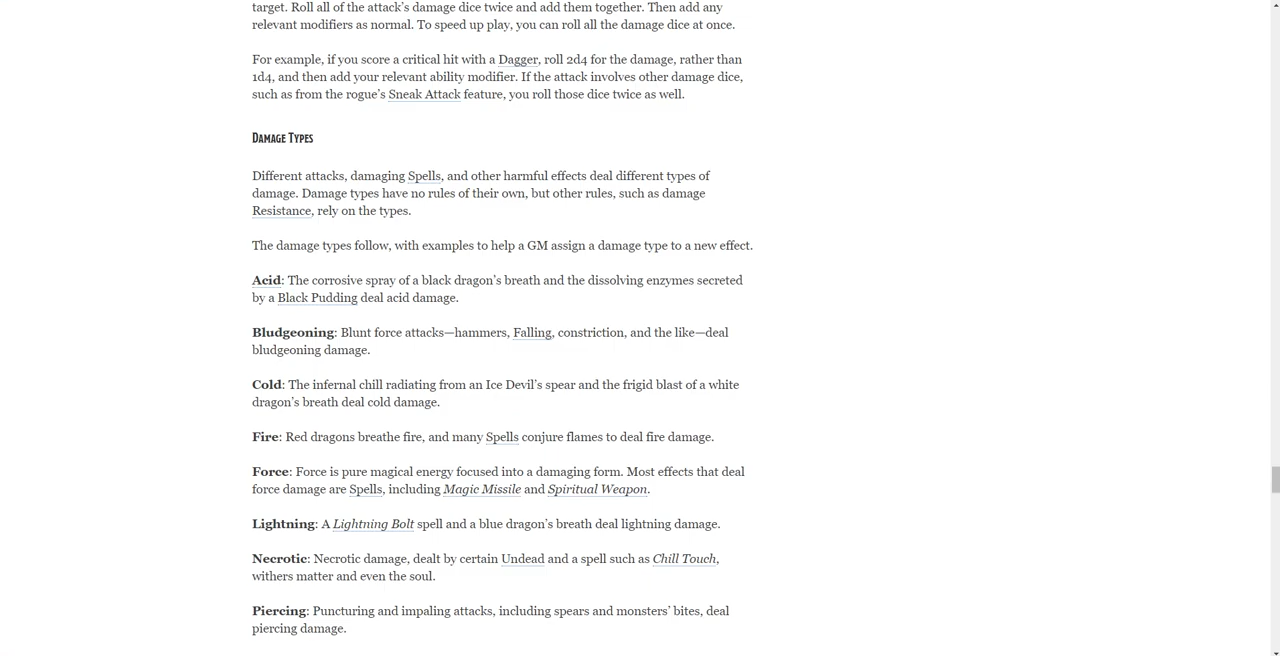 target. Roll all of the attack’s damage dice twice and add them together. Then add any
relevant modifiers as normal. To speed up play, you can roll all the damage dice at once.
For example, if you score a critical hit with a Dagger, roll 2d4 for the damage, rather than
1d4, and then add your relevant ability modifier. If the attack involves other damage dice,
such as from the rogue’s Sneak Attack feature, you roll those dice twice as well.
Damage Types
Different attacks, damaging Spells, and other harmful effects deal different types of
damage. Damage types have no rules of their own, but other rules, such as damage
Resistance, rely on the types.
The damage types follow, with examples to help a GM assign a damage type to a new effect.
Acid: The corrosive spray of a black dragon’s breath and the dissolving enzymes secreted
by a Black Pudding deal acid damage.
Bludgeoning: Blunt force attacks—hammers, Falling, constriction, and the like—deal
bludgeoning damage.
Cold: The infernal chill radiating from an Ice Devil’s spear and the frigid blast of a white
dragon’s breath deal cold damage.
Fire: Red dragons breathe fire, and many Spells conjure flames to deal fire damage.
Force: Force is pure magical energy focused into a damaging form. Most effects that deal
force damage are Spells, including Magic Missile and Spiritual Weapon.
Lightning: A Lightning Bolt spell and a blue dragon’s breath deal lightning damage.
Necrotic: Necrotic damage, dealt by certain Undead and a spell such as Chill Touch,
withers matter and even the soul.
Piercing: Puncturing and impaling attacks, including spears and monsters’ bites, deal
piercing damage.